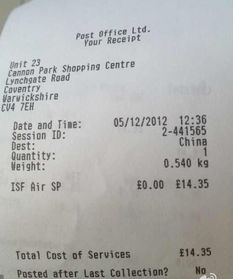 Post Office Ltd.
Your Receipt
Unit 23
Cannon Park Shopping Centre
Lynchgate Road
Coventry
Warwickshire
CV4 7EH
Date and Time: 05/12/2012 12:36
Session ID: 2-441565
Dest: China
Quantity: 1
Weight: 0.540 kg
ISF Air SP £0.00 £14.35
Total Cost of Services £14.35
Posted after Last Collection? No